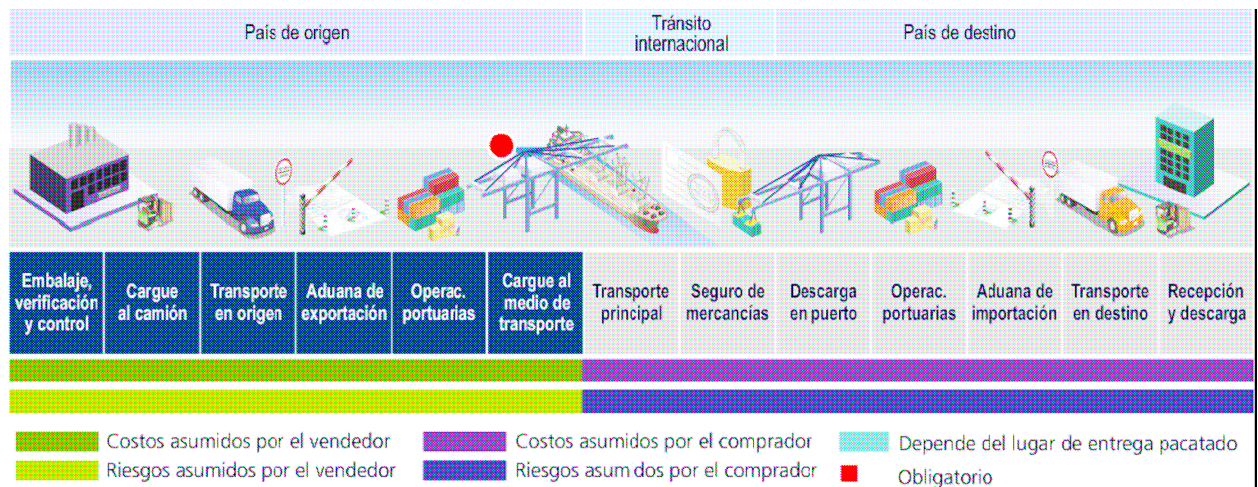 País de origen
Tránsito
internacional
País de destino
Embalaje,
verificación
y control
Cargue
al camión
Transporte
en origen
Aduana de
exportación
Operac.
portuarias
Cargue al
medio de
transporte
Transporte
principal
Seguro de
mercancías
Descarga
en puerto
Operac.
portuarias
Aduana de
importación
Transporte
en destino
Recepción
y descarga
Costos asumidos por el vendedor
Costos asumidos por el comprador
Depende del lugar de entrega pacatado
Riesgos asumidos por el vendedor
Riesgos asumidos por el comprador
Obligatorio